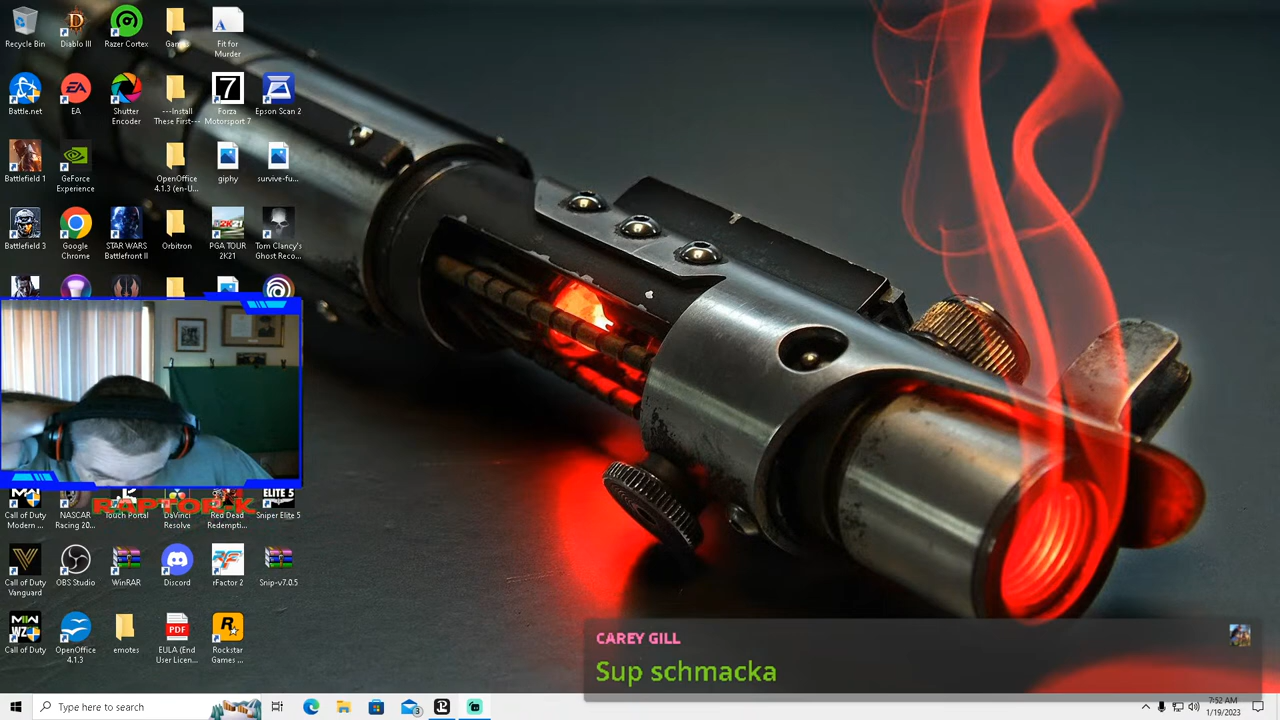 Recycle Bin
Diablo III
Razer Cortex
Games
Fit for
Murder
Battle.net
EA
Shutter
Encoder
---Install
These First---
Forza
Motorsport 7
Epson Scan 2
Battlefield 1
GeForce
Experience
OpenOffice
4.1.3 (en-U...
giphy
survive-fu...
Battlefield 3
Google
Chrome
STAR WARS
Battlefront II
Orbitron
PGA TOUR
2K21
Tom Clancy's
Ghost Reco...
RAPTOR-K
Call of Duty
Modern ...
NASCAR
Racing 20...
Touch Portal
DaVinci
Resolve
Red Dead
Redempti...
Sniper Elite 5
Call of Duty
Vanguard
OBS Studio
WinRAR
Discord
rFactor 2
Snip-v7.0.5
Call of Duty
OpenOffice
4.1.3
emotes
EULA (End
User Licen...
Rockstar
Games ...
CAREY GILL
Sup schmacka
Type here to search
7:52 AM
1/19/2023